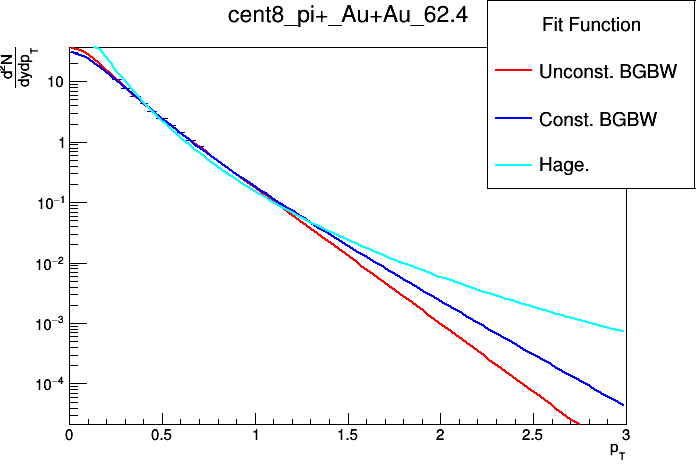 cent8_pi+_Au+Au_62.4
Fit Function
Unconst. BGBW
Const. BGBW
Hage.
d²N
dydp_T
10
1
10⁻¹
10⁻²
10⁻³
10⁻⁴
0 0.5 1 1.5 2 2.5 3
p_T